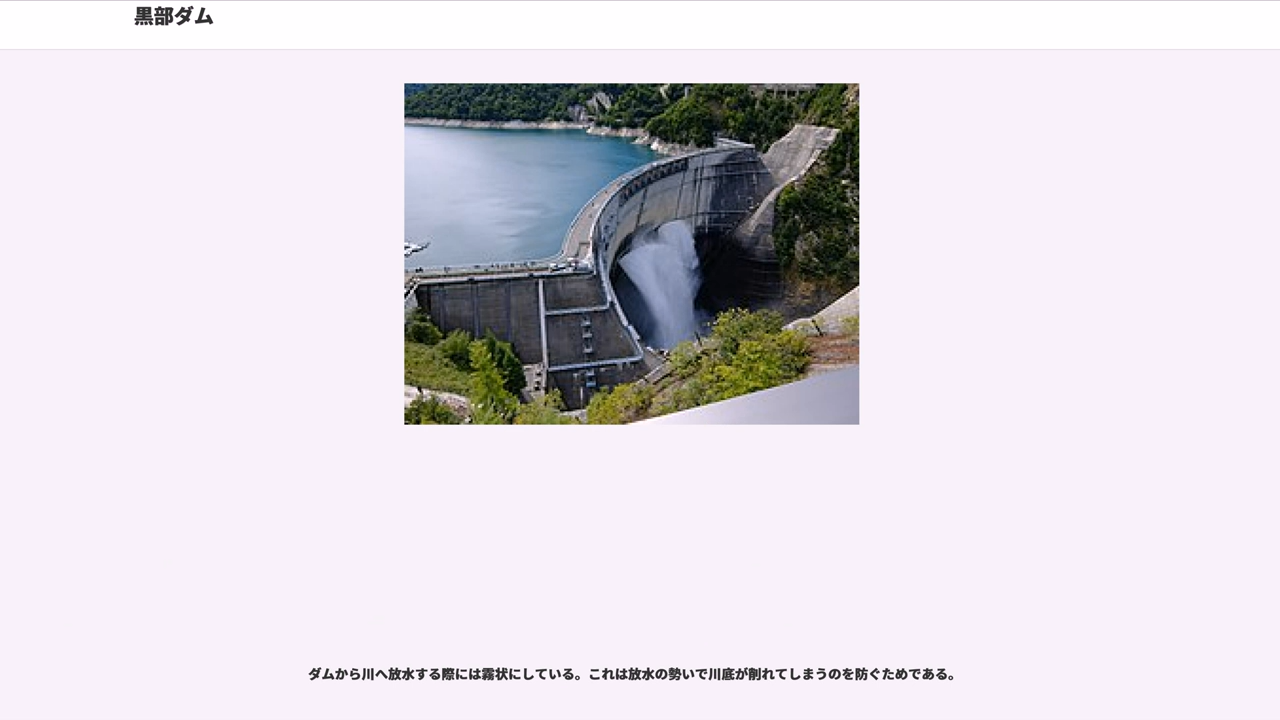 黒部ダム
ダムから川へ放水する際には霧状にしている。これは放水の勢いで川底が削れてしまうのを防ぐためである。